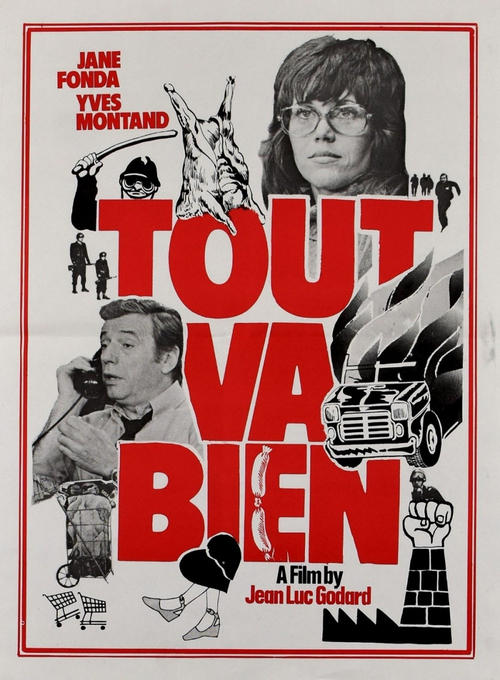 JANE
FONDA
YVES
MONTAND
TOUT
VA
BIEN
A Film by
Jean Luc Godard